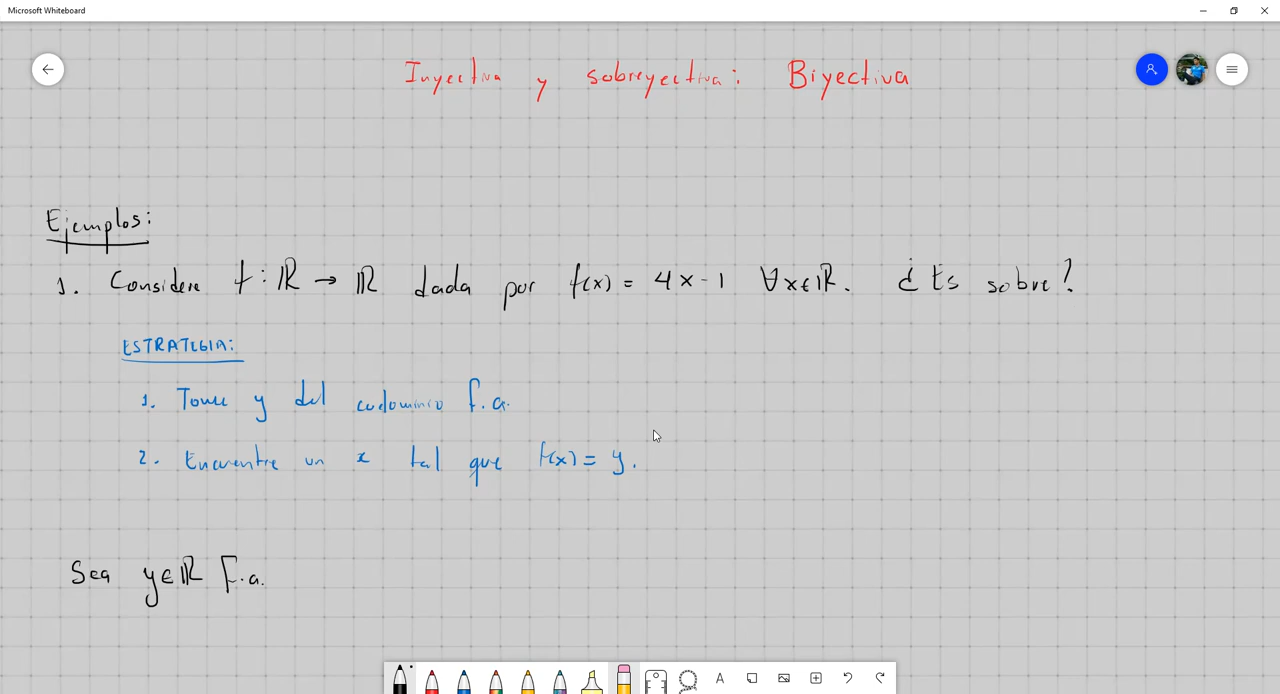 Microsoft Whiteboard
Inyectiva y sobreyectiva: Biyectiva
Ejemplos:
1. Considere f: ℝ → ℝ dada por f(x) = 4x-1 ∀x∈ℝ. ¿Es sobre?
ESTRATEGIA:
1. Tome y del codominio f.a.
2. Encuentre un x tal que f(x) = y.
Sea y∈ℝ f.a.
A